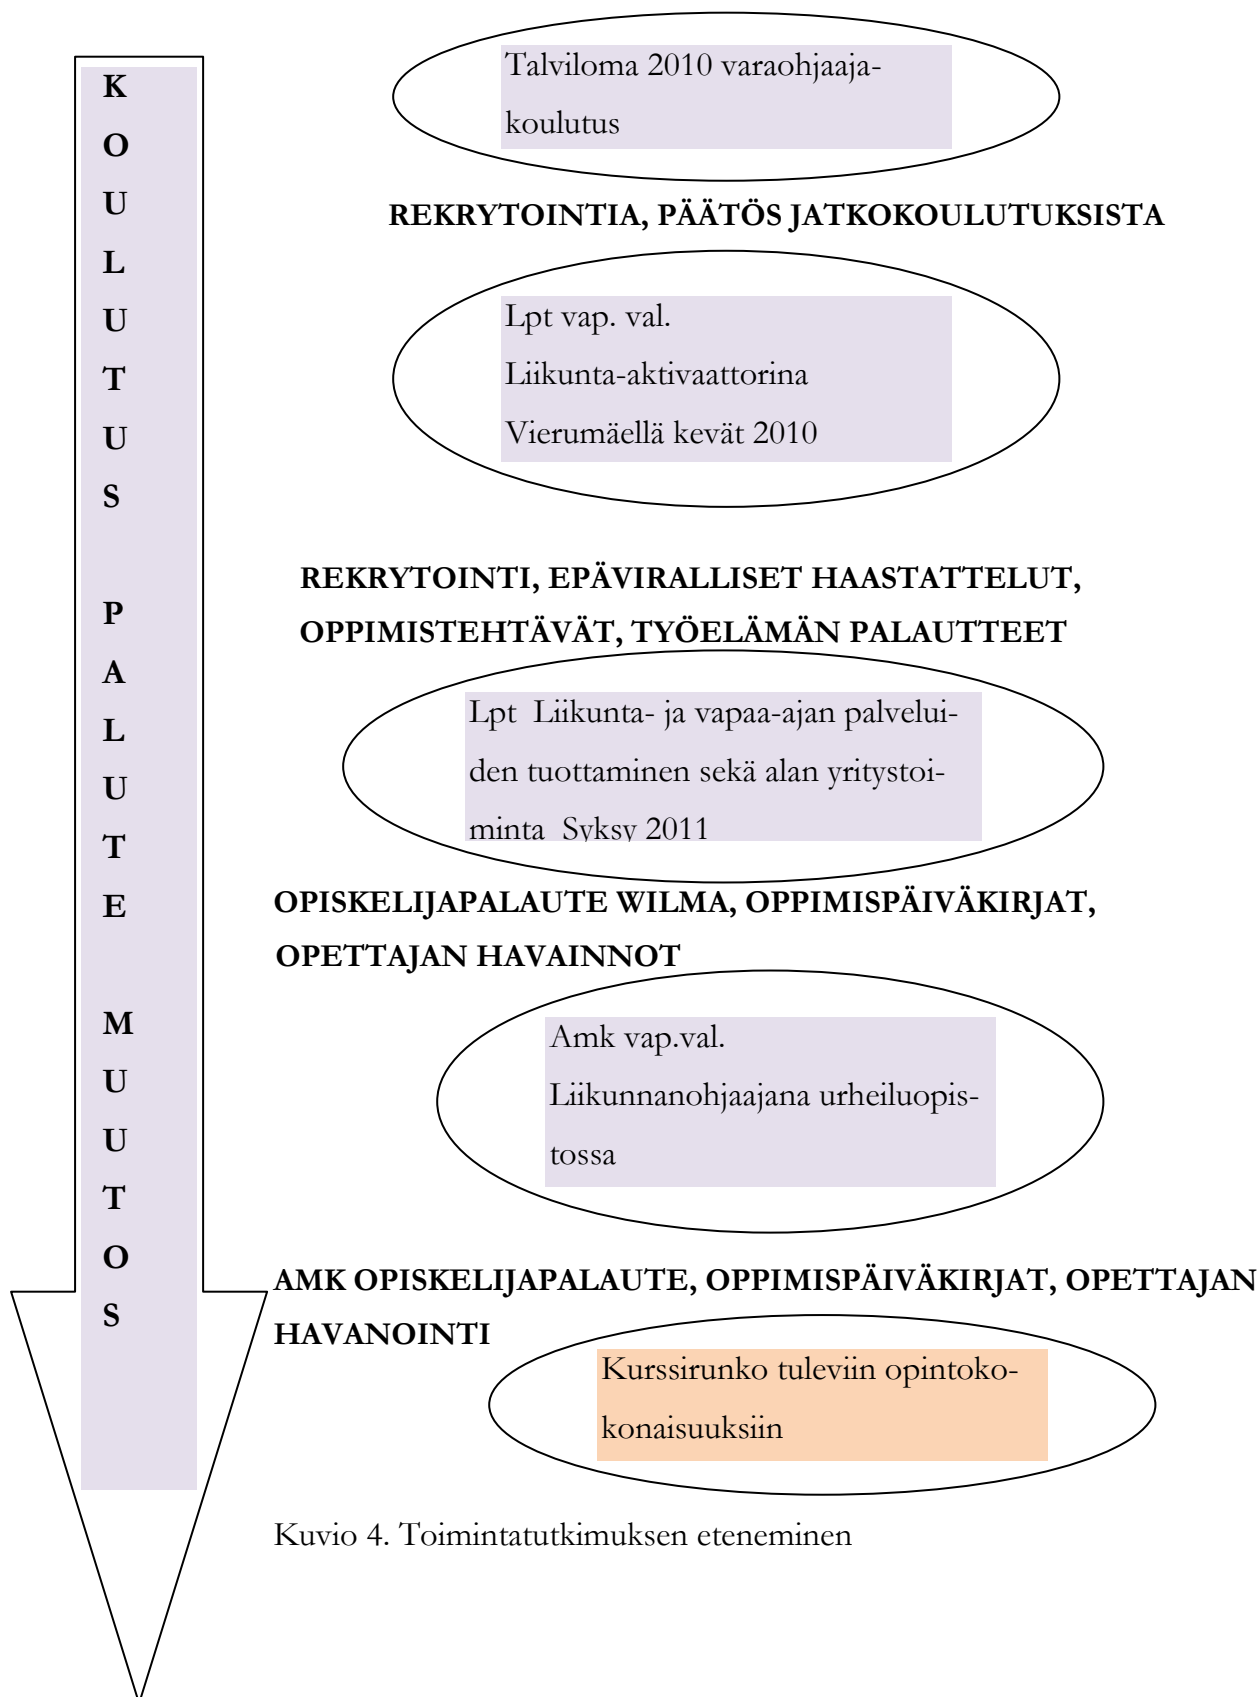 KOULUTUS PALUTE MUUTOS
Talviloma 2010 varaohjaaja-
koulutus
REKRYTOINTIA, PÄÄTÖS JATKOKOULUTUKSISTA
Lpt vap. val.
Liikunta-aktivaattorina
Vierumäellä kevät 2010
REKRYTOINTI, EPÄVIRALLISET HAASTATTELUT,
OPPIMISTEHTÄVÄT, TYÖELÄMÄN PALAUTTEET
Lpt Liikunta- ja vapaa-ajan palvelui-
den tuottaminen sekä alan yritystoi-
minta Syksy 2011
OPISKELIJAPALAUTE WILMA, OPPIMISPÄIVÄKIRJAT,
OPETTAJAN HAVAINNOT
Amk vap.val.
Liikunnanohjaajana urheiluopis-
tossa
AMK OPISKELIJAPALAUTE, OPPIMISPÄIVÄKIRJAT, OPETTAJAN
HAVANOINTI
Kurssirunko tuleviin opintoko-
konaisuuksiin
Kuvio 4. Toimintatutkimuksen eteneminen